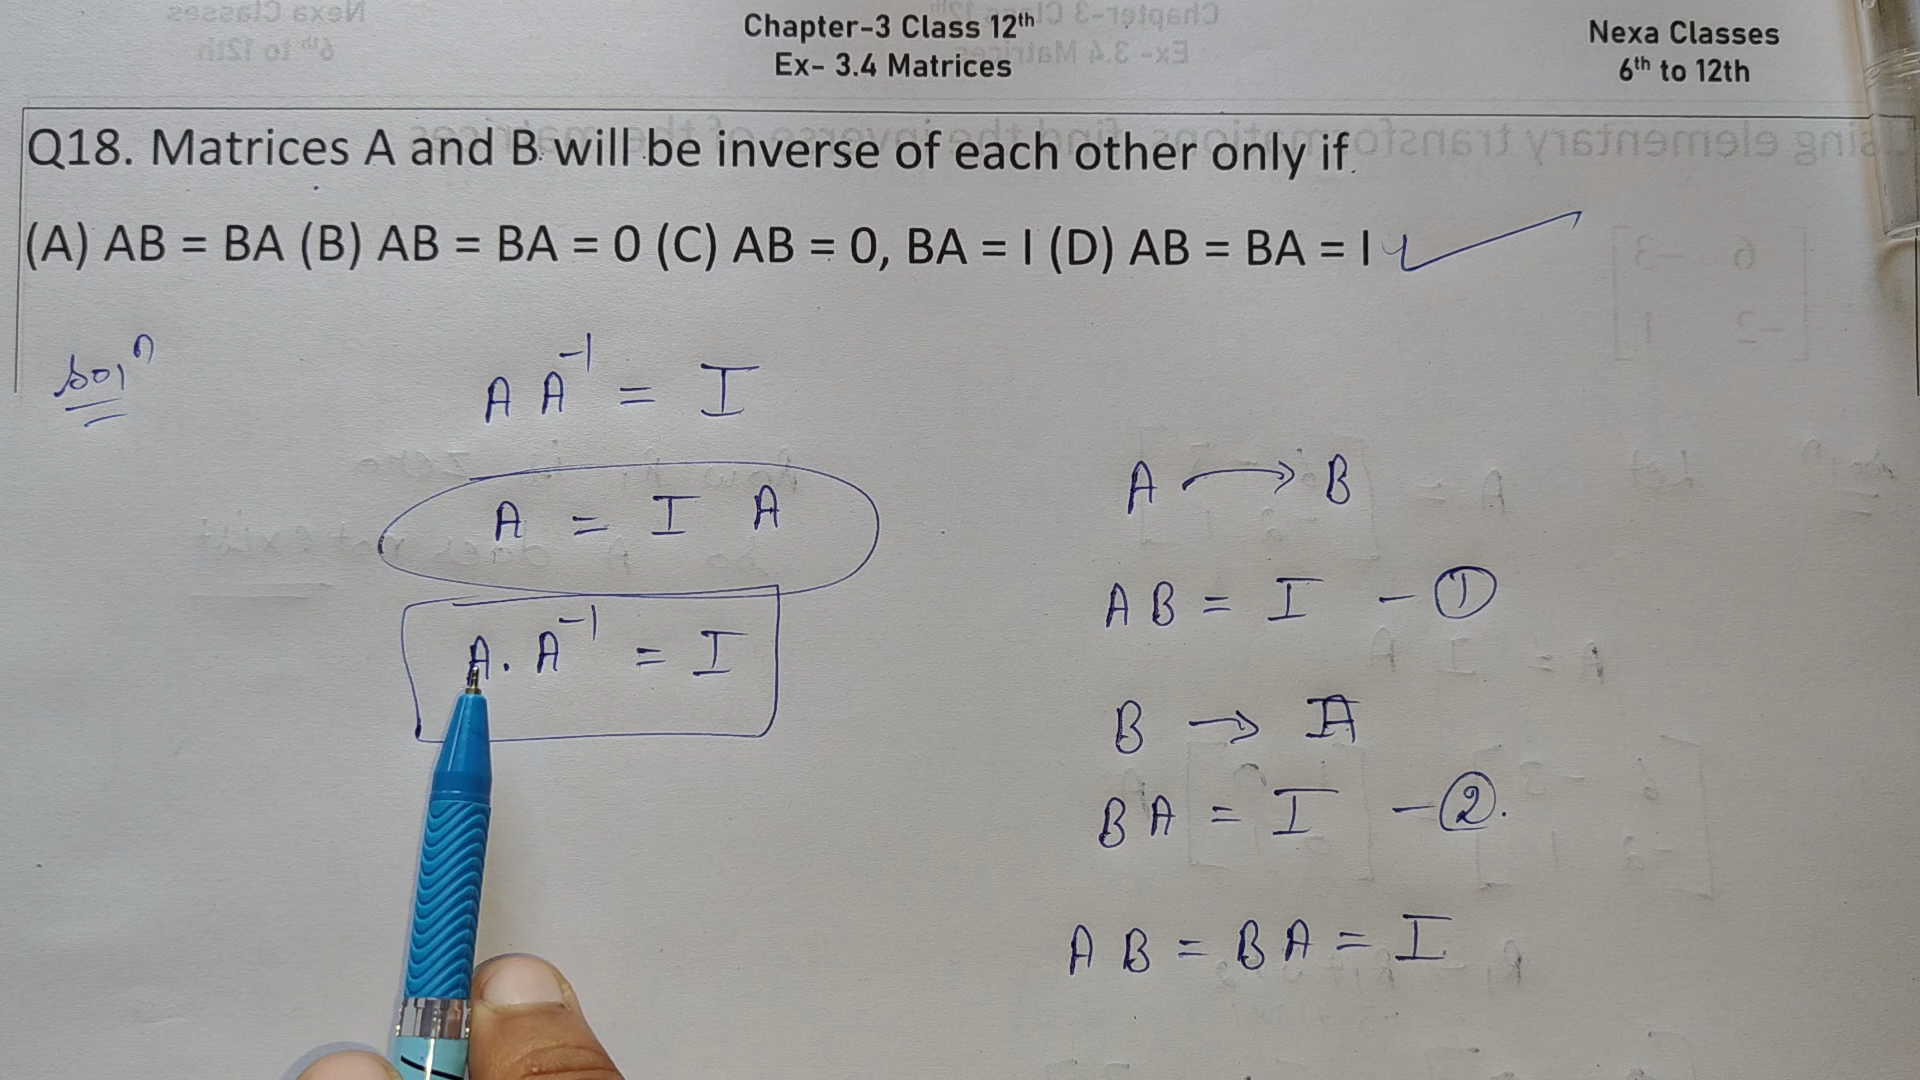 Chapter-3 Class 12th
Ex- 3.4 Matrices
Nexa Classes
6th to 12th
Q18. Matrices A and B will be inverse of each other only if
(A) AB = BA (B) AB = BA = 0 (C) AB = 0, BA = I (D) AB = BA = I
Solⁿ
A A⁻¹ = I
A = I A
A. A⁻¹ = I
A → B
AB = I - ①
B → A
BA = I - ②.
AB = BA = I